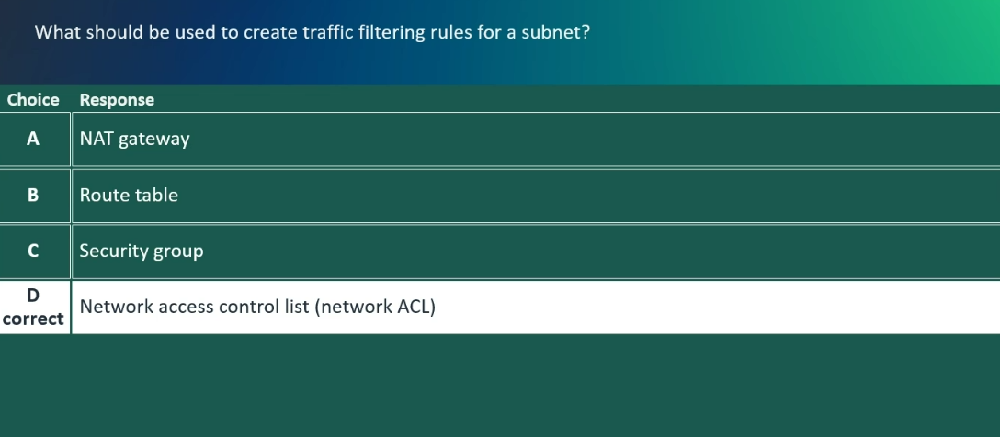 What should be used to create traffic filtering rules for a subnet?
Choice Response
A NAT gateway
B Route table
C Security group
D
correct
Network access control list (network ACL)